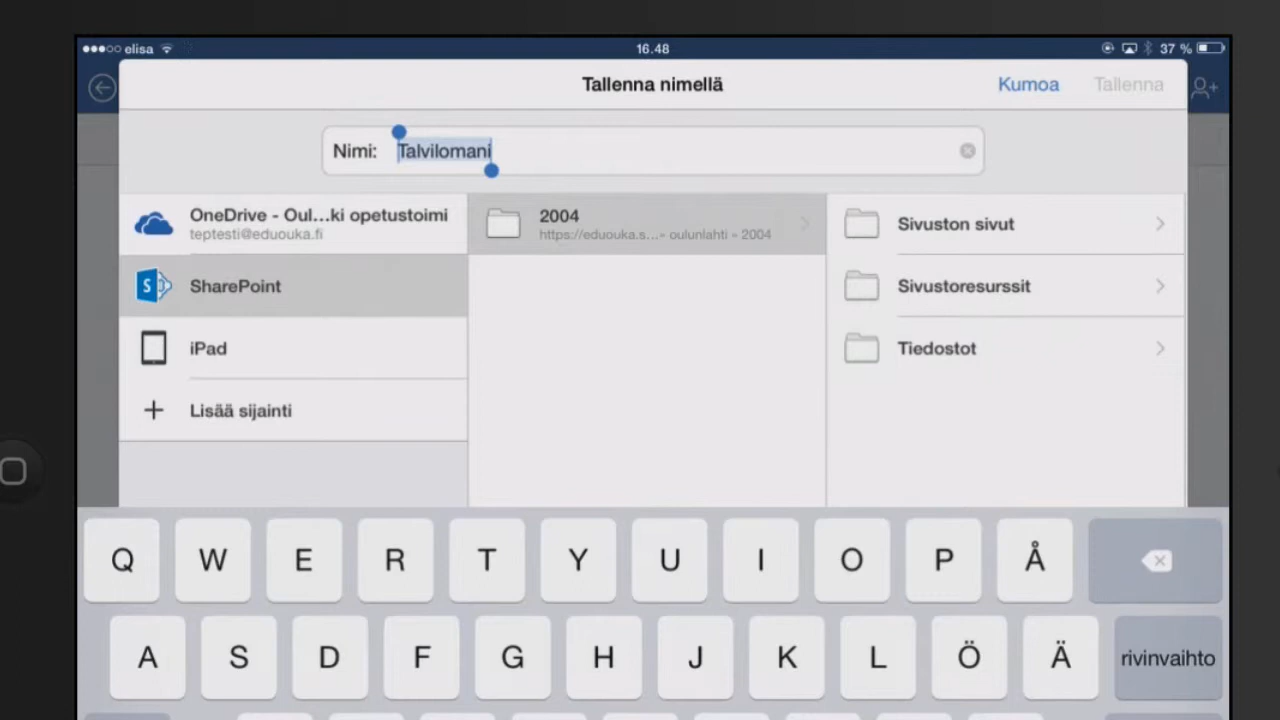 elisa 16.48 37 %
Tallenna nimellä Kumoa Tallenna
Nimi: Talvilomani
OneDrive - Oul...ki opetustoimi
teptesti@eduouka.fi
SharePoint
iPad
Lisää sijainti
2004
https://eduouka.s...» oulunlahti » 2004
Sivuston sivut
Sivustoresurssit
Tiedostot
Q W E R T Y U I O P Å
A S D F G H J K L Ö Ä rivinvaihto